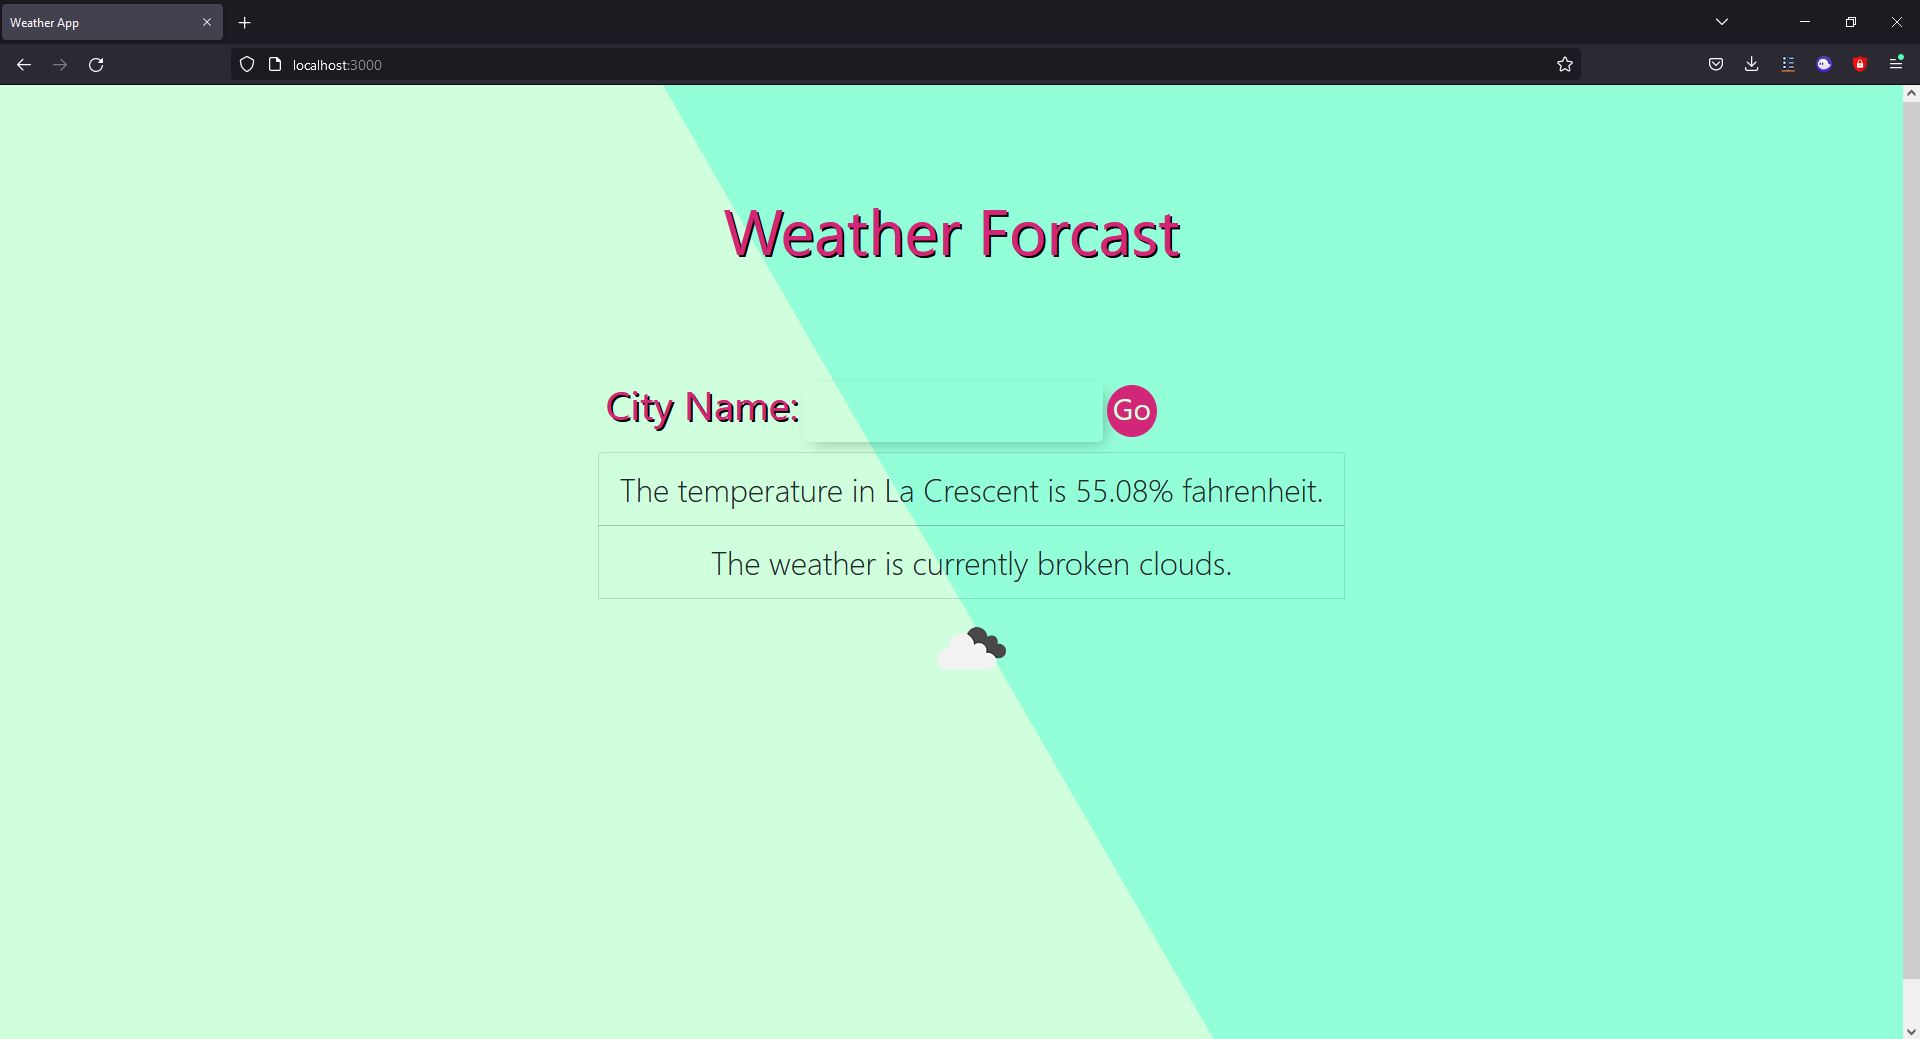 Weather App
localhost:3000
Weather Forcast
City Name: Go
The temperature in La Crescent is 55.08% fahrenheit.
The weather is currently broken clouds.